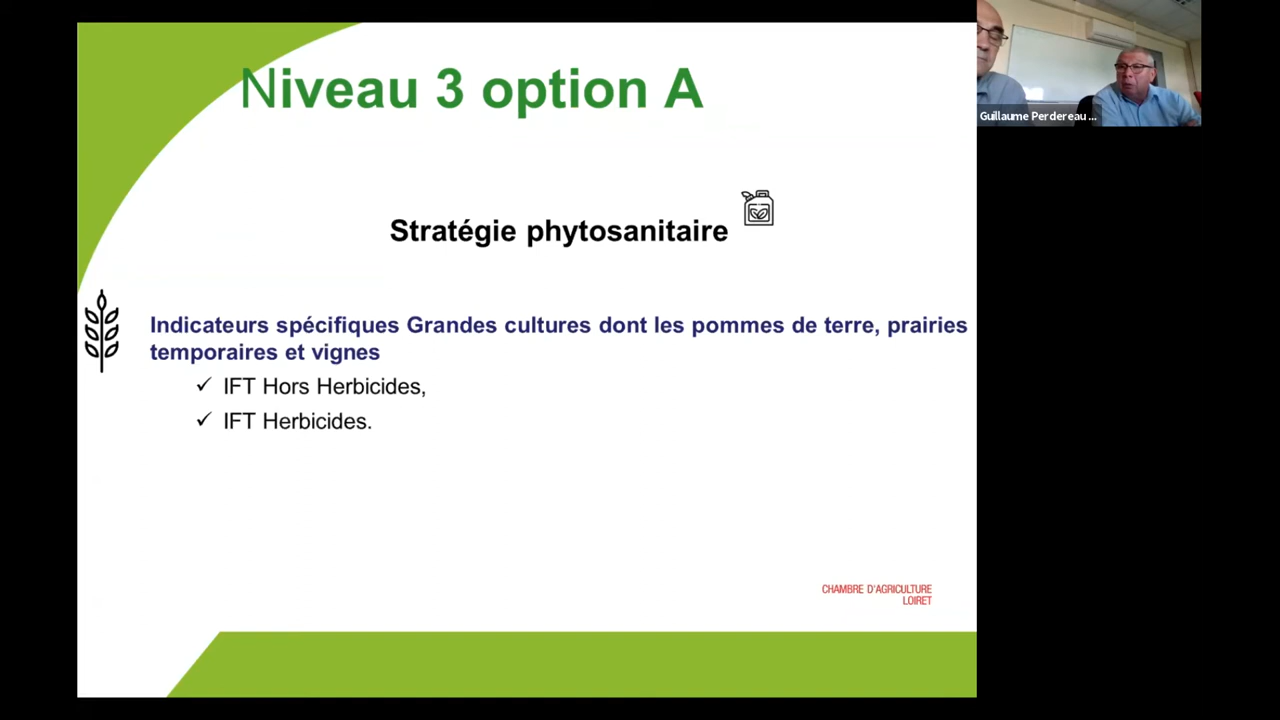 Niveau 3 option A
Stratégie phytosanitaire
Indicateurs spécifiques Grandes cultures dont les pommes de terre, prairies
temporaires et vignes
✓ IFT Hors Herbicides,
✓ IFT Herbicides.
CHAMBRE D'AGRICULTURE
LOIRET
Guillaume Perdereau ...